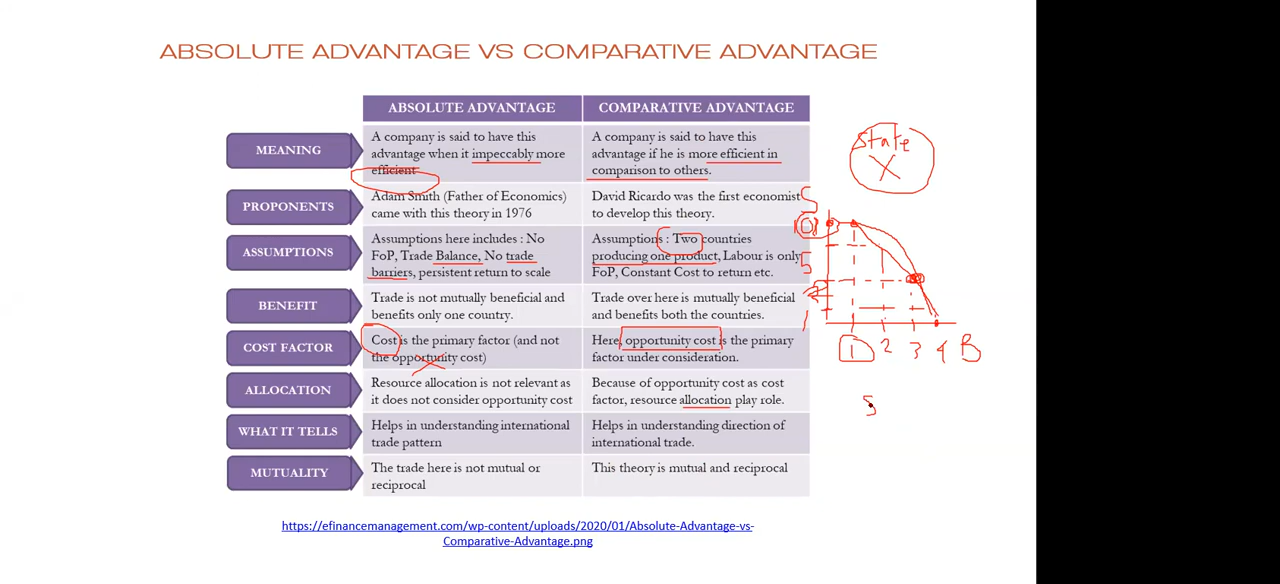 ABSOLUTE ADVANTAGE VS COMPARATIVE ADVANTAGE
ABSOLUTE ADVANTAGE
COMPARATIVE ADVANTAGE
MEANING
A company is said to have this
advantage when it impeccably more
efficient
A company is said to have this
advantage if he is more efficient in
comparison to others.
PROPONENTS
Adam Smith (Father of Economics)
came with this theory in 1976
David Ricardo was the first economist
to develop this theory.
ASSUMPTIONS
Assumptions here includes : No
FoP, Trade Balance, No trade
barriers, persistent return to scale
Assumptions : Two countries
producing one product, Labour is only
FoP, Constant Cost to return etc.
BENEFIT
Trade is not mutually beneficial and
benefits only one country.
Trade over here is mutually beneficial
and benefits both the countries.
COST FACTOR
Cost is the primary factor (and not
the opportunity cost)
Here, opportunity cost is the primary
factor under consideration.
ALLOCATION
Resource allocation is not relevant as
it does not consider opportunity cost
Because of opportunity cost as cost
factor, resource allocation play role.
WHAT IT TELLS
Helps in understanding international
trade pattern
Helps in understanding direction of
international trade.
MUTUALITY
The trade here is not mutual or
reciprocal
This theory is mutual and reciprocal
https://efinancemanagement.com/wp-content/uploads/2020/01/Absolute-Advantage-vs-
Comparative-Advantage.png
State
X
10
5
1 2 3 4 B
5